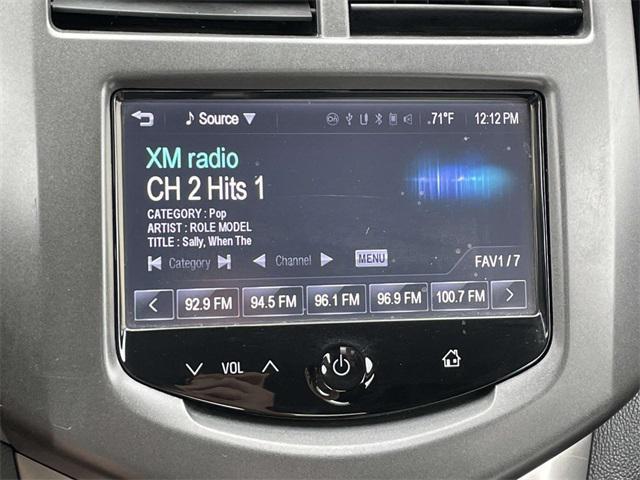 Source 71°F 12:12 PM
XM radio
CH 2 Hits 1
CATEGORY : Pop
ARTIST : ROLE MODEL
TITLE : Sally, When The
Category Channel MENU FAV1 / 7
92.9 FM 94.5 FM 96.1 FM 96.9 FM 100.7 FM
VOL